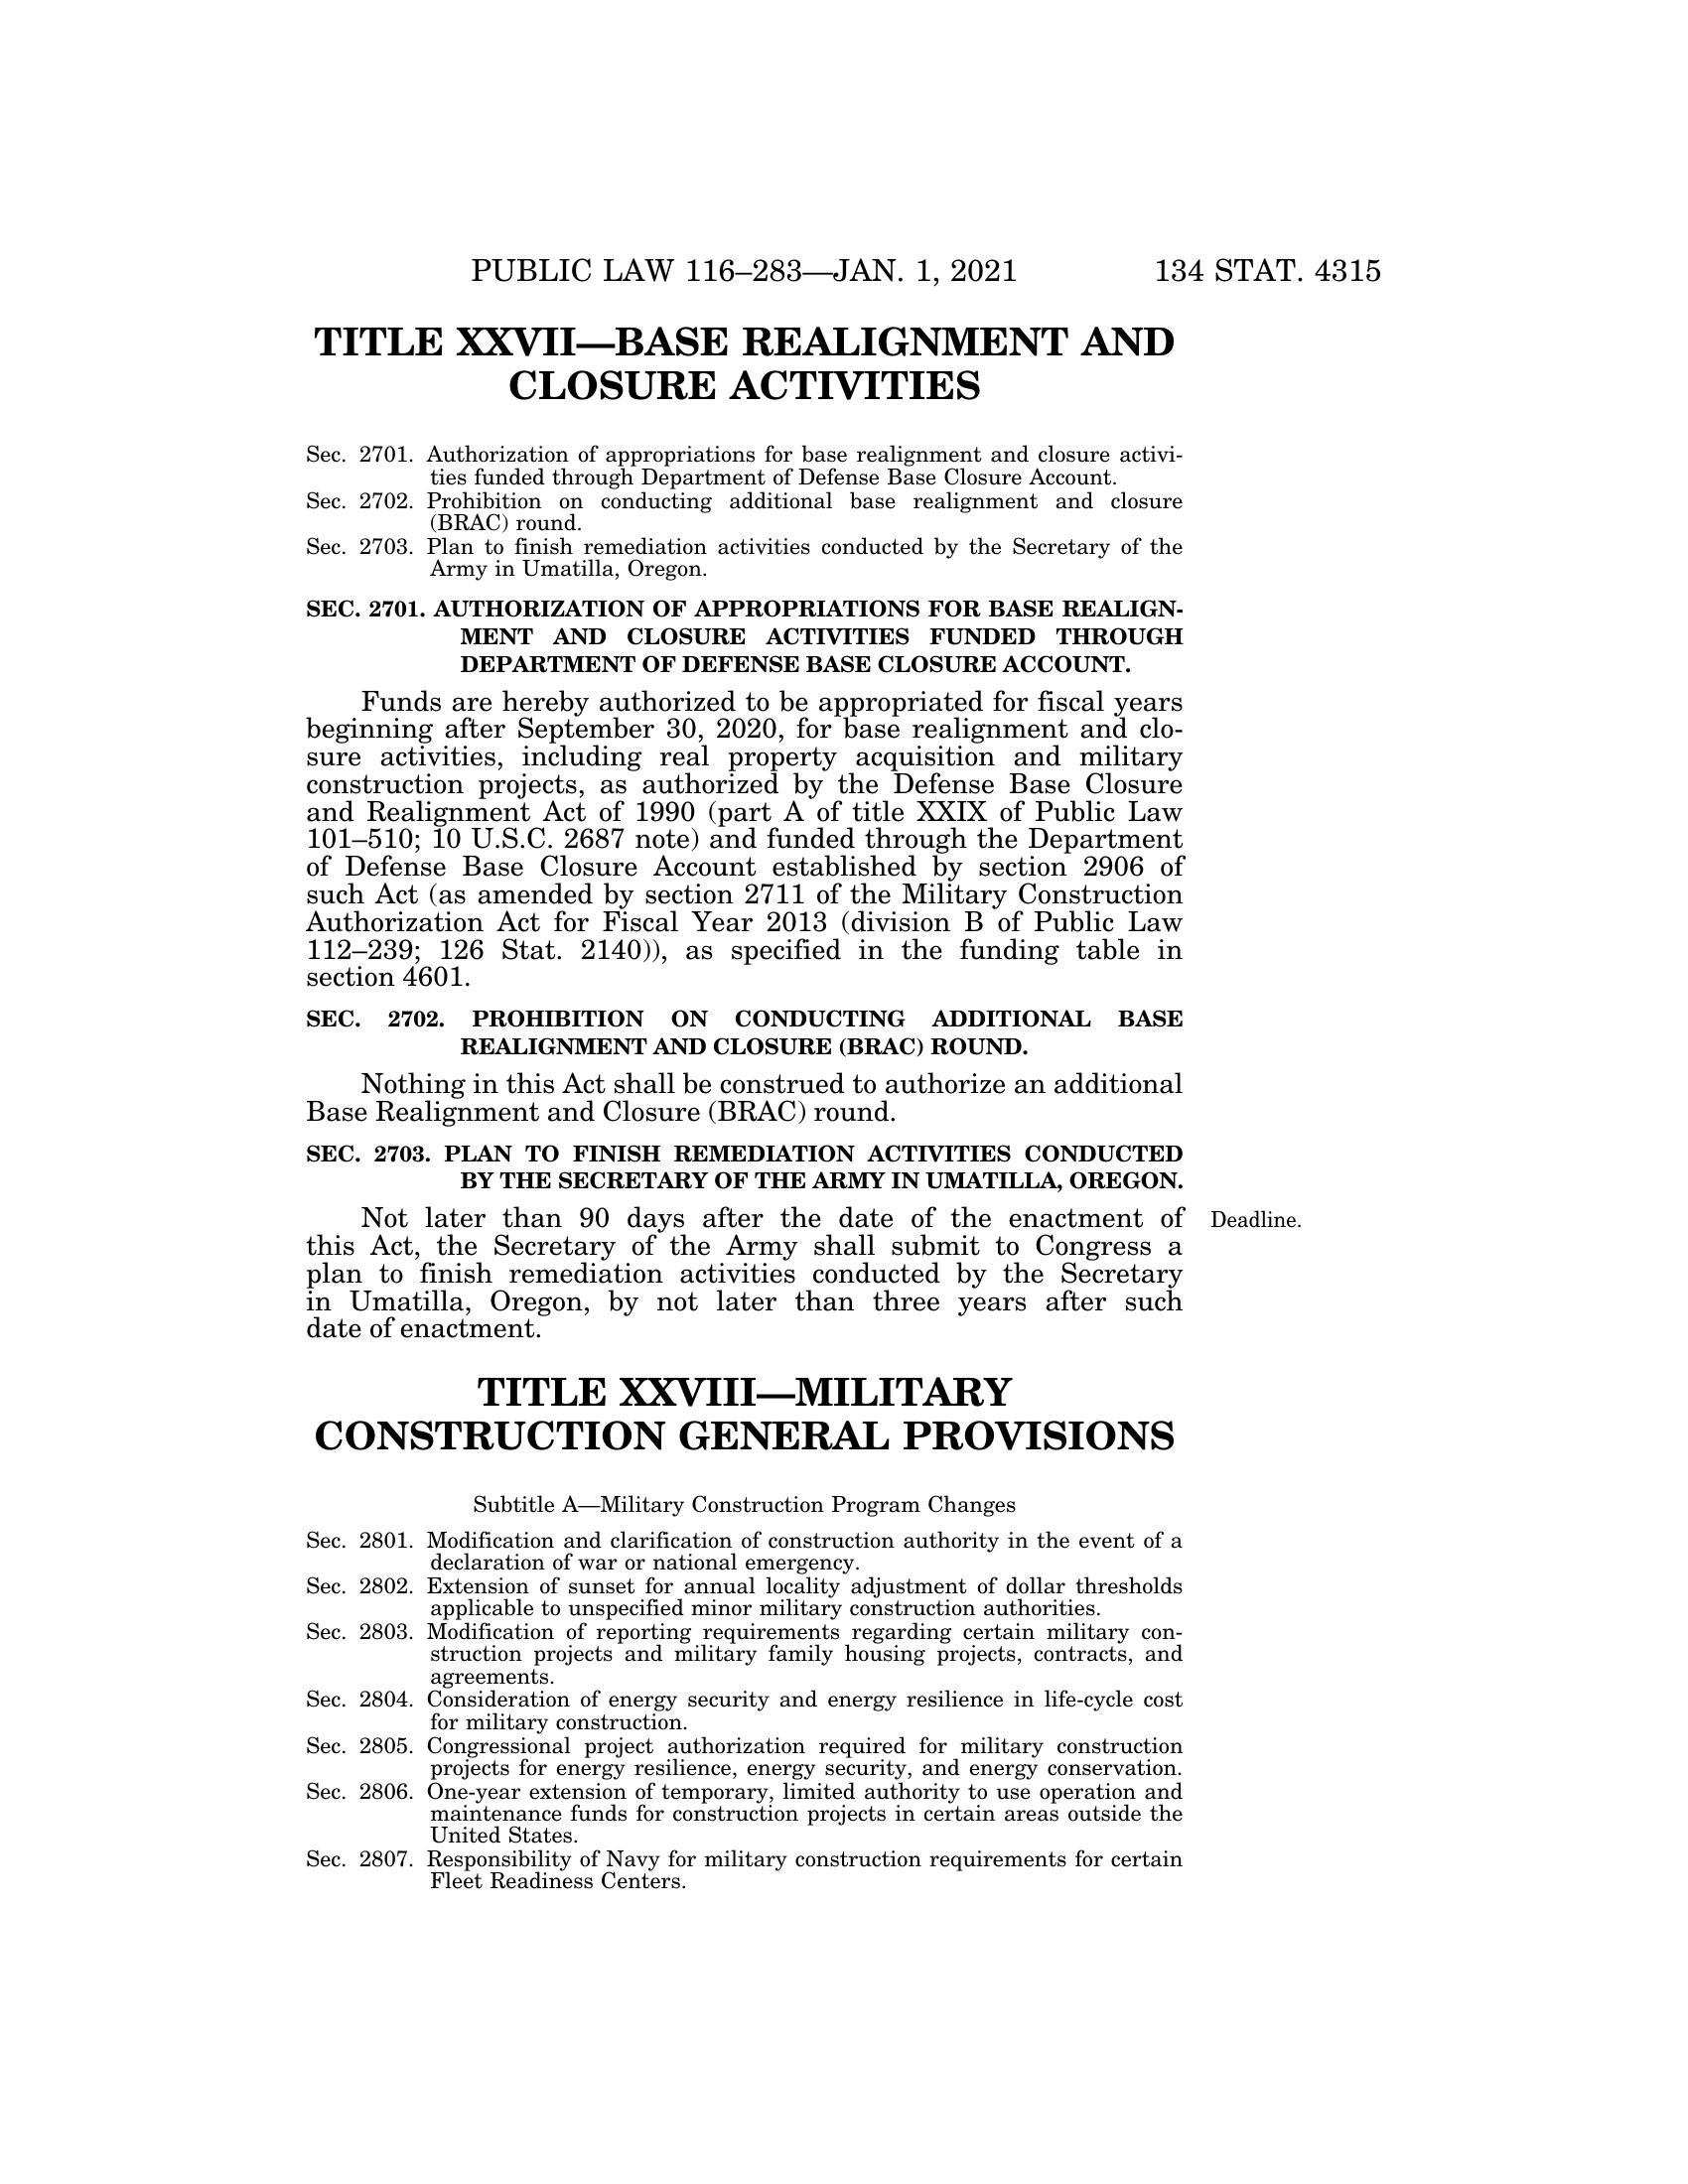 PUBLIC LAW 116–283—JAN. 1, 2021 134 STAT. 4315
TITLE XXVII—BASE REALIGNMENT AND
CLOSURE ACTIVITIES
Sec. 2701. Authorization of appropriations for base realignment and closure activi-
ties funded through Department of Defense Base Closure Account.
Sec. 2702. Prohibition on conducting additional base realignment and closure
(BRAC) round.
Sec. 2703. Plan to finish remediation activities conducted by the Secretary of the
Army in Umatilla, Oregon.
SEC. 2701. AUTHORIZATION OF APPROPRIATIONS FOR BASE REALIGN-
MENT AND CLOSURE ACTIVITIES FUNDED THROUGH
DEPARTMENT OF DEFENSE BASE CLOSURE ACCOUNT.
Funds are hereby authorized to be appropriated for fiscal years
beginning after September 30, 2020, for base realignment and clo-
sure activities, including real property acquisition and military
construction projects, as authorized by the Defense Base Closure
and Realignment Act of 1990 (part A of title XXIX of Public Law
101–510; 10 U.S.C. 2687 note) and funded through the Department
of Defense Base Closure Account established by section 2906 of
such Act (as amended by section 2711 of the Military Construction
Authorization Act for Fiscal Year 2013 (division B of Public Law
112–239; 126 Stat. 2140)), as specified in the funding table in
section 4601.
SEC. 2702. PROHIBITION ON CONDUCTING ADDITIONAL BASE
REALIGNMENT AND CLOSURE (BRAC) ROUND.
Nothing in this Act shall be construed to authorize an additional
Base Realignment and Closure (BRAC) round.
SEC. 2703. PLAN TO FINISH REMEDIATION ACTIVITIES CONDUCTED
BY THE SECRETARY OF THE ARMY IN UMATILLA, OREGON.
Not later than 90 days after the date of the enactment of Deadline.
this Act, the Secretary of the Army shall submit to Congress a
plan to finish remediation activities conducted by the Secretary
in Umatilla, Oregon, by not later than three years after such
date of enactment.
TITLE XXVIII—MILITARY
CONSTRUCTION GENERAL PROVISIONS
Subtitle A—Military Construction Program Changes
Sec. 2801. Modification and clarification of construction authority in the event of a
declaration of war or national emergency.
Sec. 2802. Extension of sunset for annual locality adjustment of dollar thresholds
applicable to unspecified minor military construction authorities.
Sec. 2803. Modification of reporting requirements regarding certain military con-
struction projects and military family housing projects, contracts, and
agreements.
Sec. 2804. Consideration of energy security and energy resilience in life-cycle cost
for military construction.
Sec. 2805. Congressional project authorization required for military construction
projects for energy resilience, energy security, and energy conservation.
Sec. 2806. One-year extension of temporary, limited authority to use operation and
maintenance funds for construction projects in certain areas outside the
United States.
Sec. 2807. Responsibility of Navy for military construction requirements for certain
Fleet Readiness Centers.